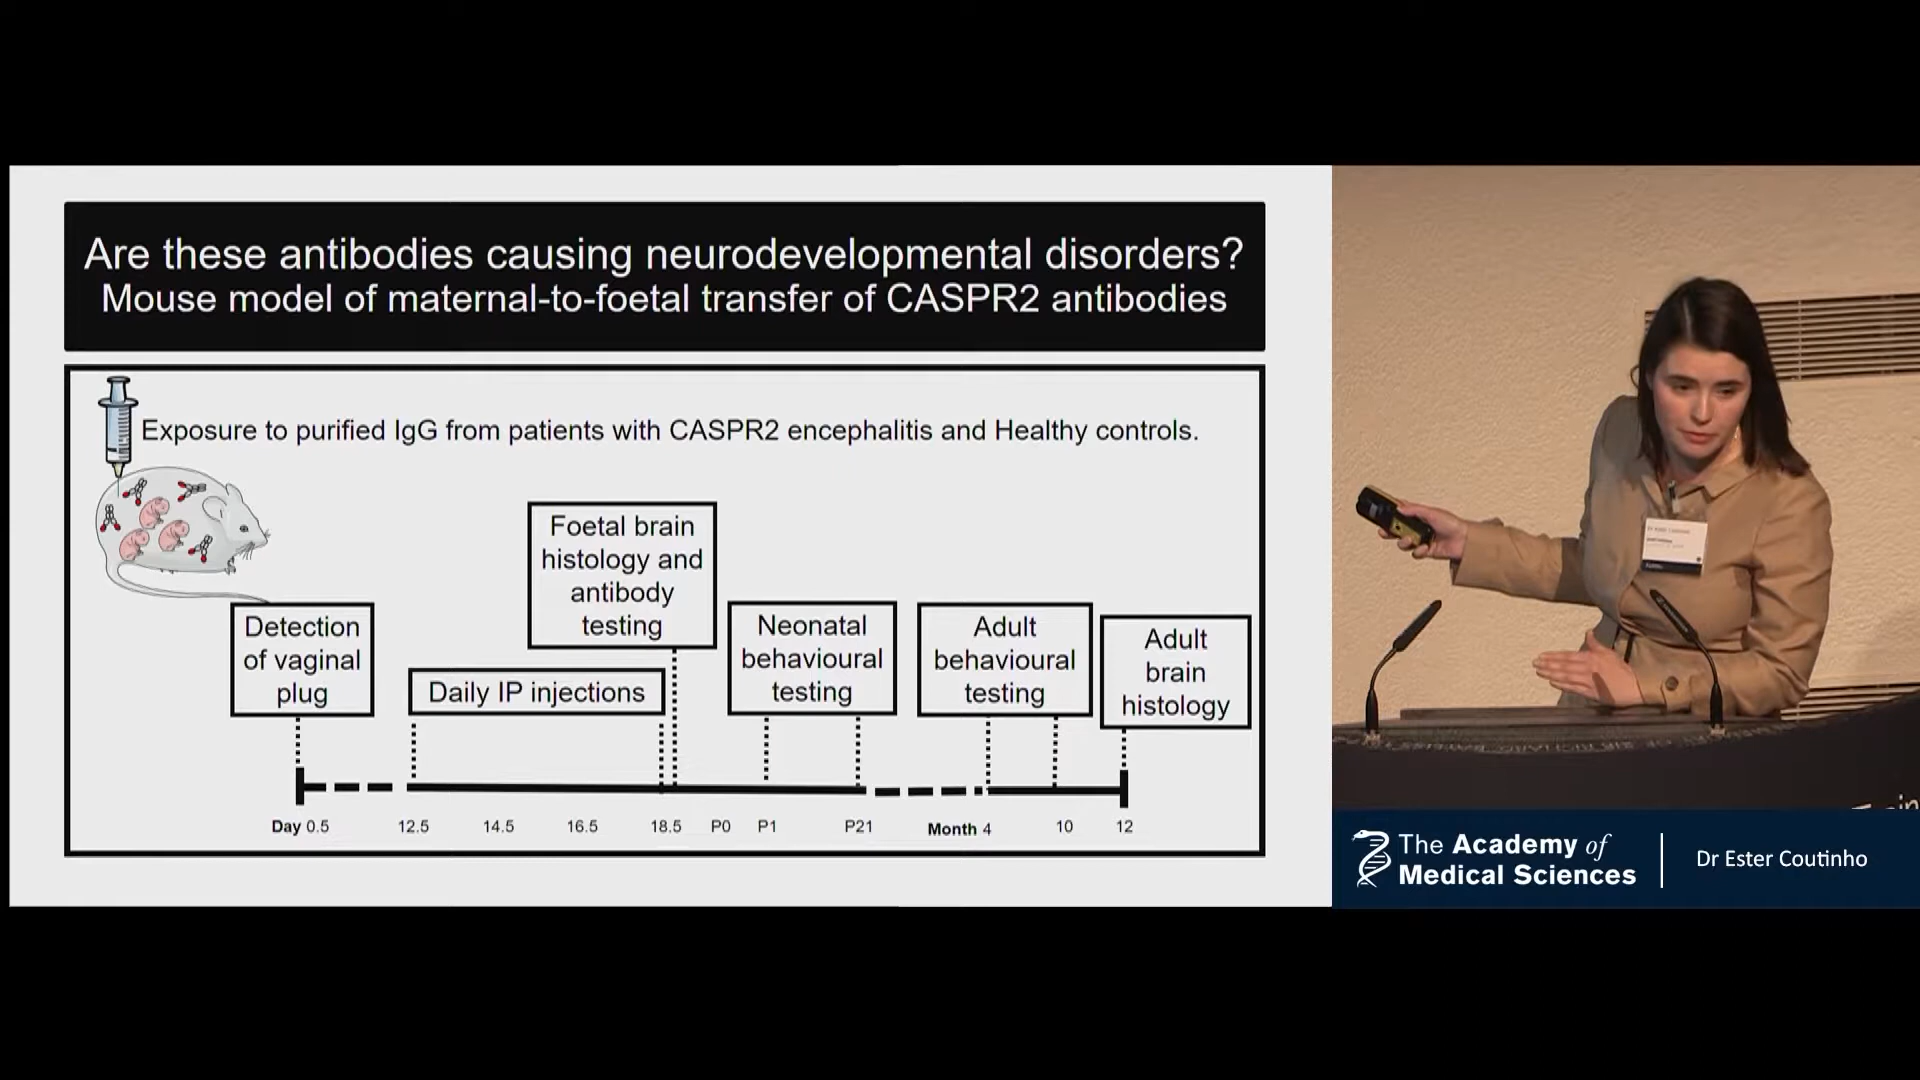 Are these antibodies causing neurodevelopmental disorders?
Mouse model of maternal-to-foetal transfer of CASPR2 antibodies
Exposure to purified IgG from patients with CASPR2 encephalitis and Healthy controls.
Foetal brain
histology and
antibody
testing
Detection
of vaginal
plug
Daily IP injections
Neonatal
behavioural
testing
Adult
behavioural
testing
Adult
brain
histology
Day 0.5 12.5 14.5 16.5 18.5 P0 P1 P21 Month 4 10 12
The Academy of
Medical Sciences
Dr Ester Coutinho